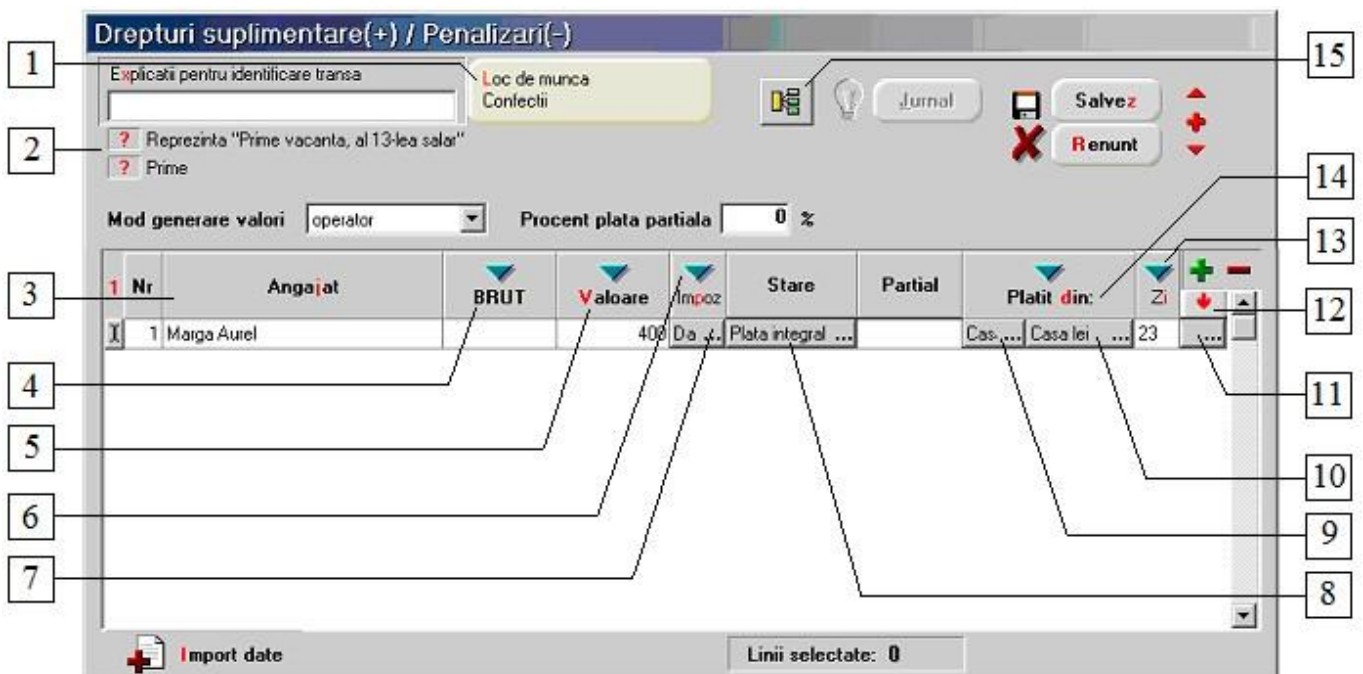 Drepturi suplimentare(+) / Penalizari(-)
1
Explicatii pentru identificare transa
Loc de munca
Confectii
Jurnal
Salvez
15
2
? Reprezinta "Prime vacanta, al 13-lea salar"
? Prime
Renunt
14
Mod generare valori operator Procent plata partiala 0 %
13
3
1 Nr Angajat BRUT Valoare Impoz Stare Partial Platit din: Zi
12
1 Marga Aurel 400 Da ... Plata integral ... Cas ... Casa lei ... 23 ...
4
11
5
10
6
9
7
8
Import date Linii selectate: 0